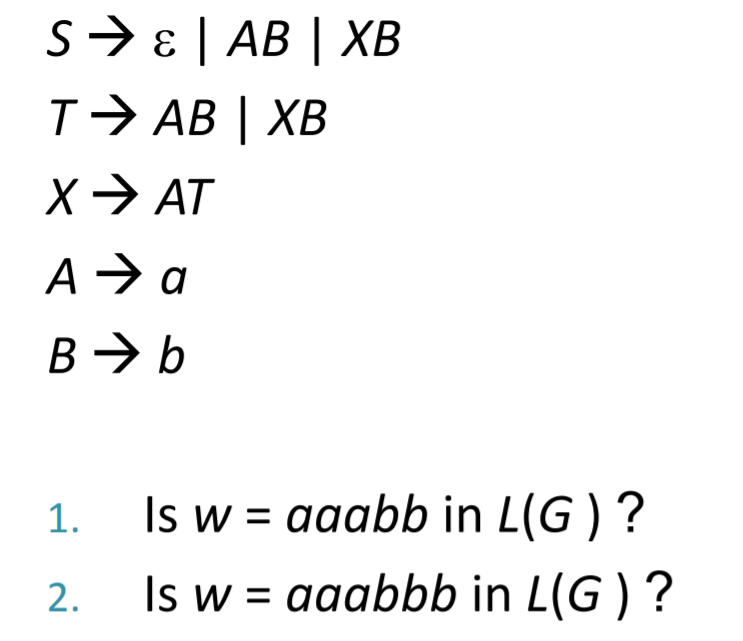 S → ε | AB | XB
T → AB | XB
X → AT
A → a
B → b
1. Is w = aaabb in L(G ) ?
2. Is w = aaabbb in L(G ) ?